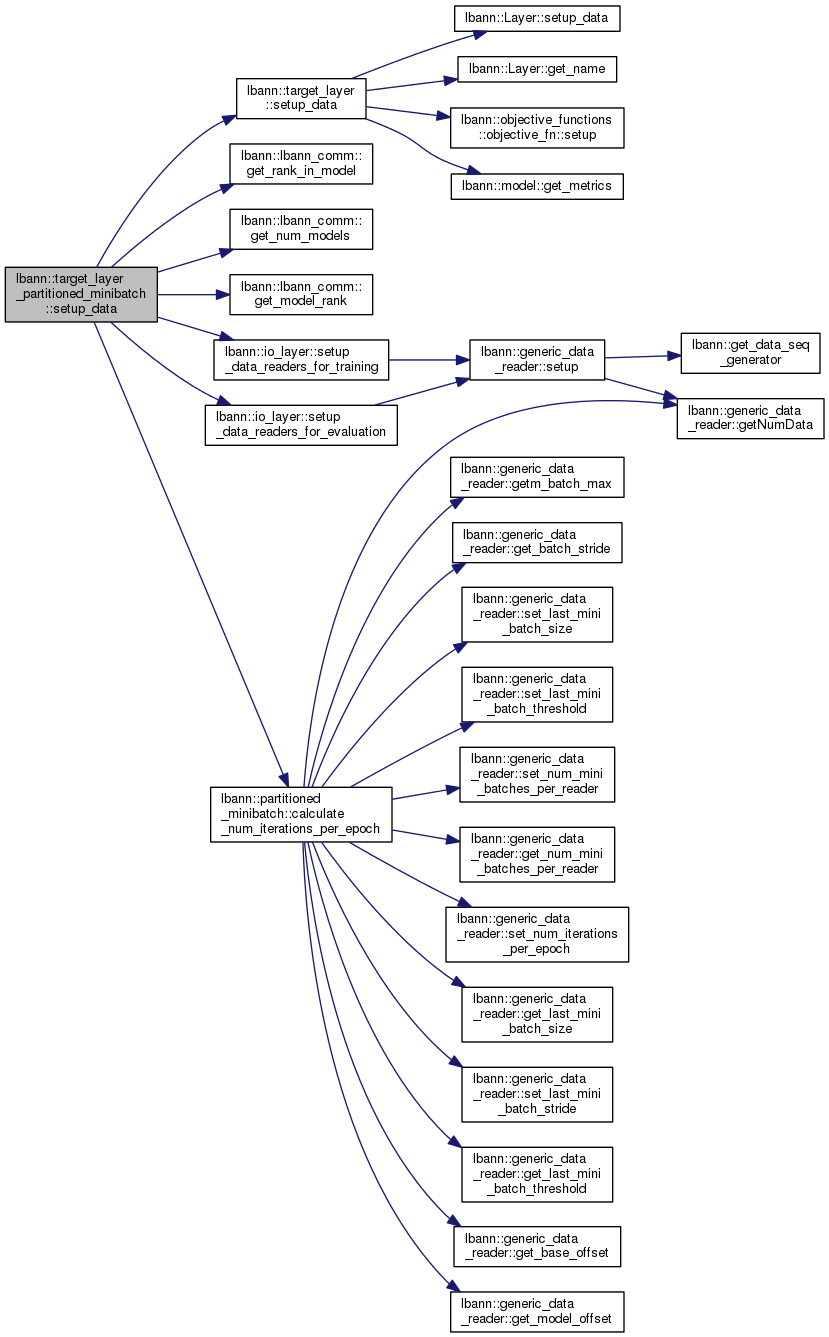 lbann::Layer::setup_data
lbann::Layer::get_name
lbann::target_layer
::setup_data
lbann::objective_functions
::objective_fn::setup
lbann::lbann_comm::
get_rank_in_model
lbann::model::get_metrics
lbann::lbann_comm::
get_num_models
lbann::target_layer
_partitioned_minibatch
::setup_data
lbann::lbann_comm::
get_model_rank
lbann::io_layer::setup
_data_readers_for_training
lbann::generic_data
_reader::setup
lbann::get_data_seq
_generator
lbann::io_layer::setup
_data_readers_for_evaluation
lbann::generic_data
_reader::getNumData
lbann::generic_data
_reader::getm_batch_max
lbann::generic_data
_reader::get_batch_stride
lbann::generic_data
_reader::set_last_mini
_batch_size
lbann::generic_data
_reader::set_last_mini
_batch_threshold
lbann::generic_data
_reader::set_num_mini
_batches_per_reader
lbann::partitioned
_minibatch::calculate
_num_iterations_per_epoch
lbann::generic_data
_reader::get_num_mini
_batches_per_reader
lbann::generic_data
_reader::set_num_iterations
_per_epoch
lbann::generic_data
_reader::get_last_mini
_batch_size
lbann::generic_data
_reader::set_last_mini
_batch_stride
lbann::generic_data
_reader::get_last_mini
_batch_threshold
lbann::generic_data
_reader::get_base_offset
lbann::generic_data
_reader::get_model_offset